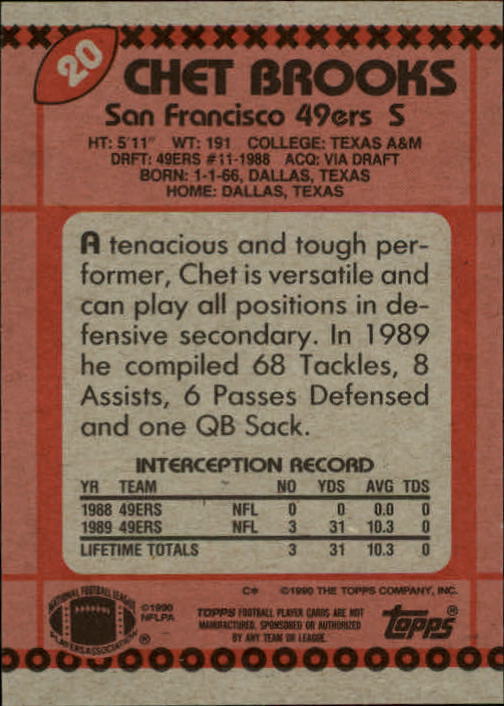 20
CHET BROOKS
San Francisco 49ers S
HT: 5'11" WT: 191 COLLEGE: TEXAS A&M
DRFT: 49ERS #11-1988 ACQ: VIA DRAFT
BORN: 1-1-66, DALLAS, TEXAS
HOME: DALLAS, TEXAS
A tenacious and tough per-
former, Chet is versatile and
can play all positions in de-
fensive secondary. In 1989
he compiled 68 Tackles, 8
Assists, 6 Passes Defensed
and one QB Sack.
INTERCEPTION RECORD
YR TEAM NO YDS AVG TDS
1988 49ERS NFL 0 0 0.0 0
1989 49ERS NFL 3 31 10.3 0
LIFETIME TOTALS 3 31 10.3 0
C* ©1990 THE TOPPS COMPANY, INC.
NATIONAL FOOTBALL LEAGUE
PLAYERS ASSOCIATION ®
©1990
NFLPA
TOPPS FOOTBALL PLAYER CARDS ARE NOT
MANUFACTURED, SPONSORED OR AUTHORIZED
BY ANY TEAM OR LEAGUE.
topps®